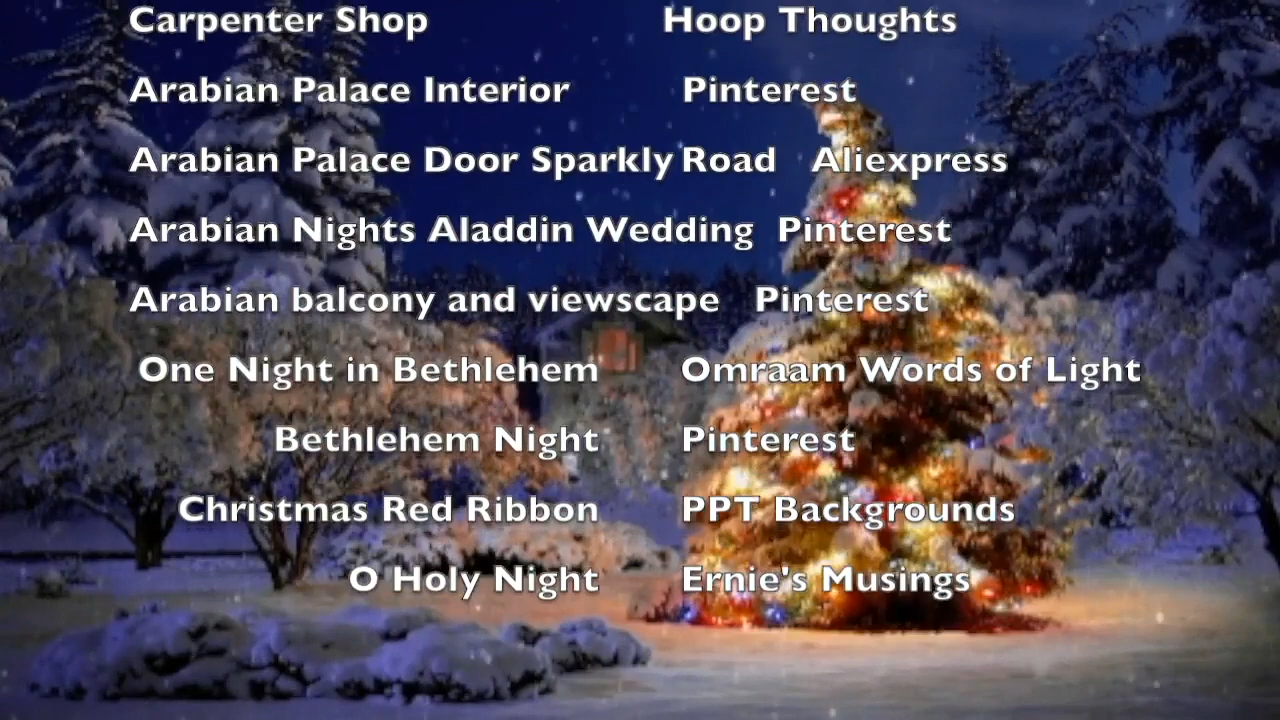 Carpenter Shop Hoop Thoughts
Arabian Palace Interior Pinterest
Arabian Palace Door Sparkly Road Aliexpress
Arabian Nights Aladdin Wedding Pinterest
Arabian balcony and viewscape Pinterest
One Night in Bethlehem Omraam Words of Light
Bethlehem Night Pinterest
Christmas Red Ribbon PPT Backgrounds
O Holy Night Ernie's Musings